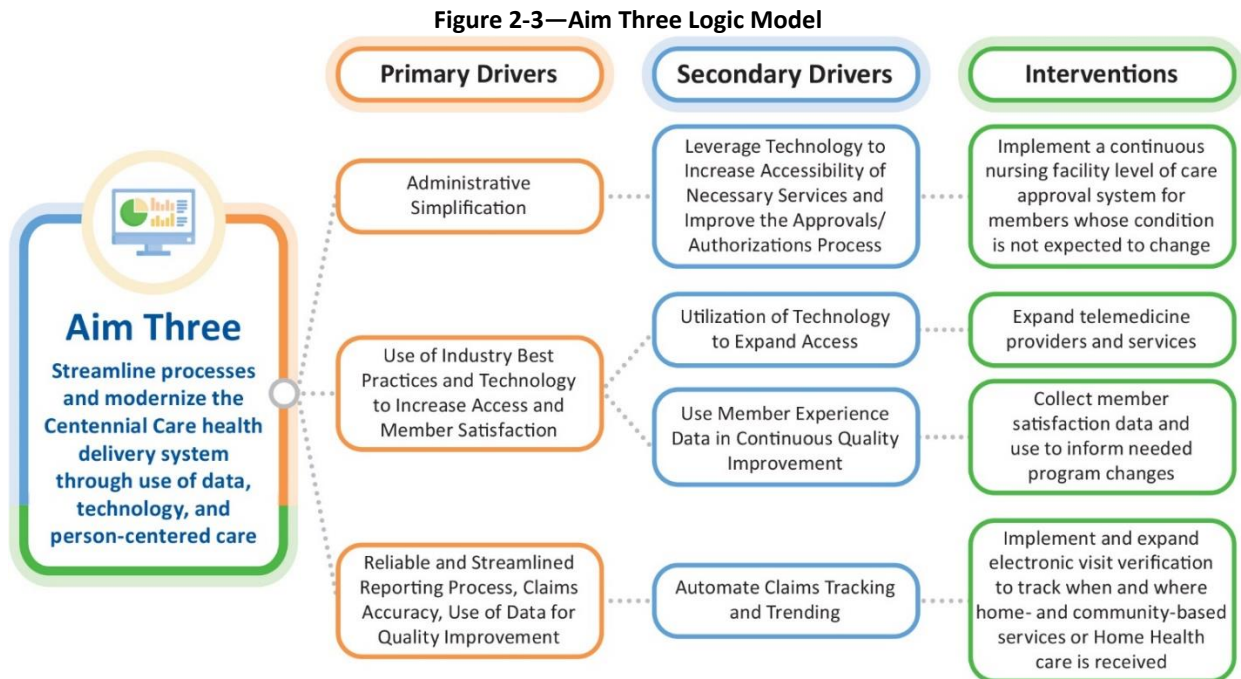 Figure 2-3—Aim Three Logic Model
Primary Drivers
Secondary Drivers
Interventions
Aim Three
Streamline processes
and modernize the
Centennial Care health
delivery system
through use of data,
technology, and
person-centered care
Administrative
Simplification
Leverage Technology to
Increase Accessibility of
Necessary Services and
Improve the Approvals/
Authorizations Process
Implement a continuous
nursing facility level of care
approval system for
members whose condition
is not expected to change
Use of Industry Best
Practices and Technology
to Increase Access and
Member Satisfaction
Utilization of Technology
to Expand Access
Expand telemedicine
providers and services
Use Member Experience
Data in Continuous Quality
Improvement
Collect member
satisfaction data and
use to inform needed
program changes
Reliable and Streamlined
Reporting Process, Claims
Accuracy, Use of Data for
Quality Improvement
Automate Claims Tracking
and Trending
Implement and expand
electronic visit verification
to track when and where
home- and community-based
services or Home Health
care is received